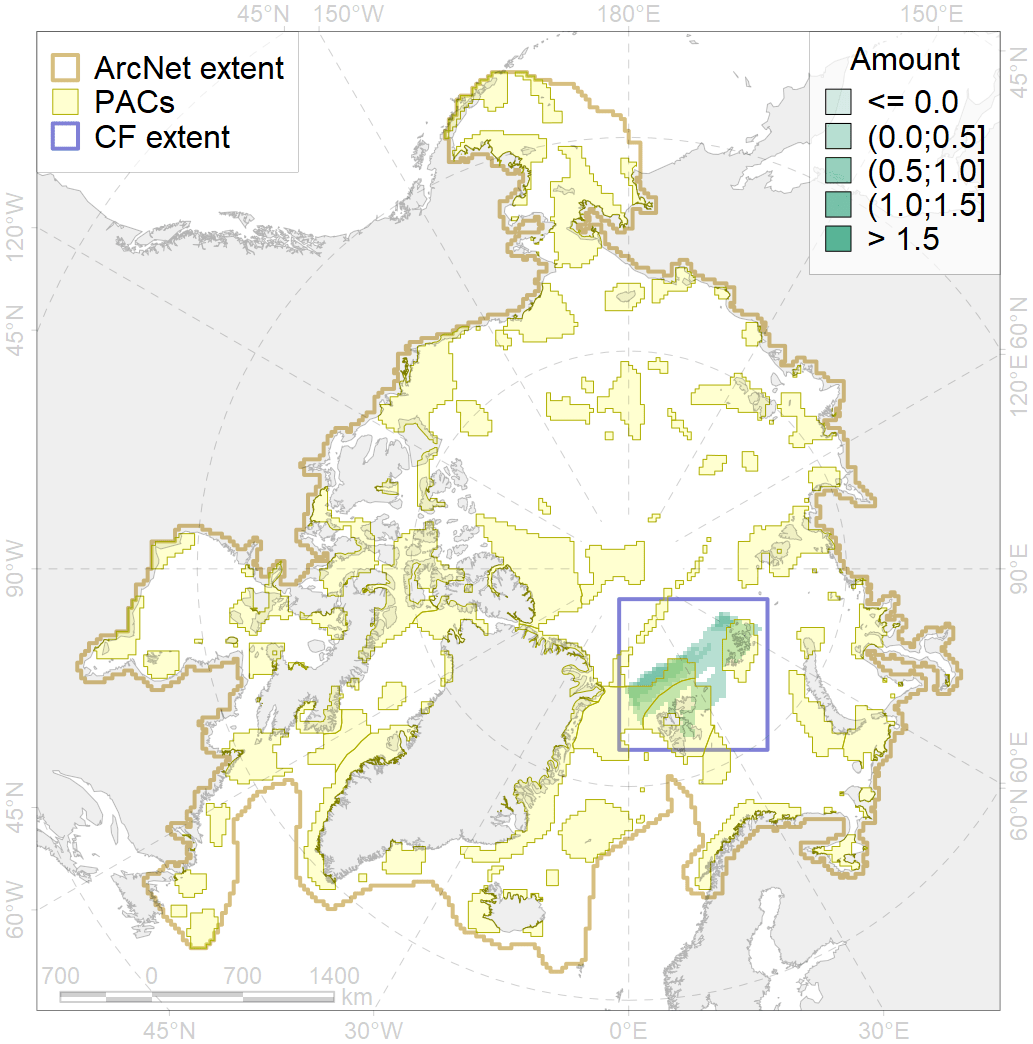 45°N 150°W 180°E 150°E
ArcNet extent
PACs
CF extent
Amount
<= 0.0
(0.0;0.5]
(0.5;1.0]
(1.0;1.5]
> 1.5
45°N
120°W
45°N
90°W
45°N
60°W
60°N
120°E
90°E
60°E
60°N
700 0 700 1400
km
45°N 30°W 0°E 30°E